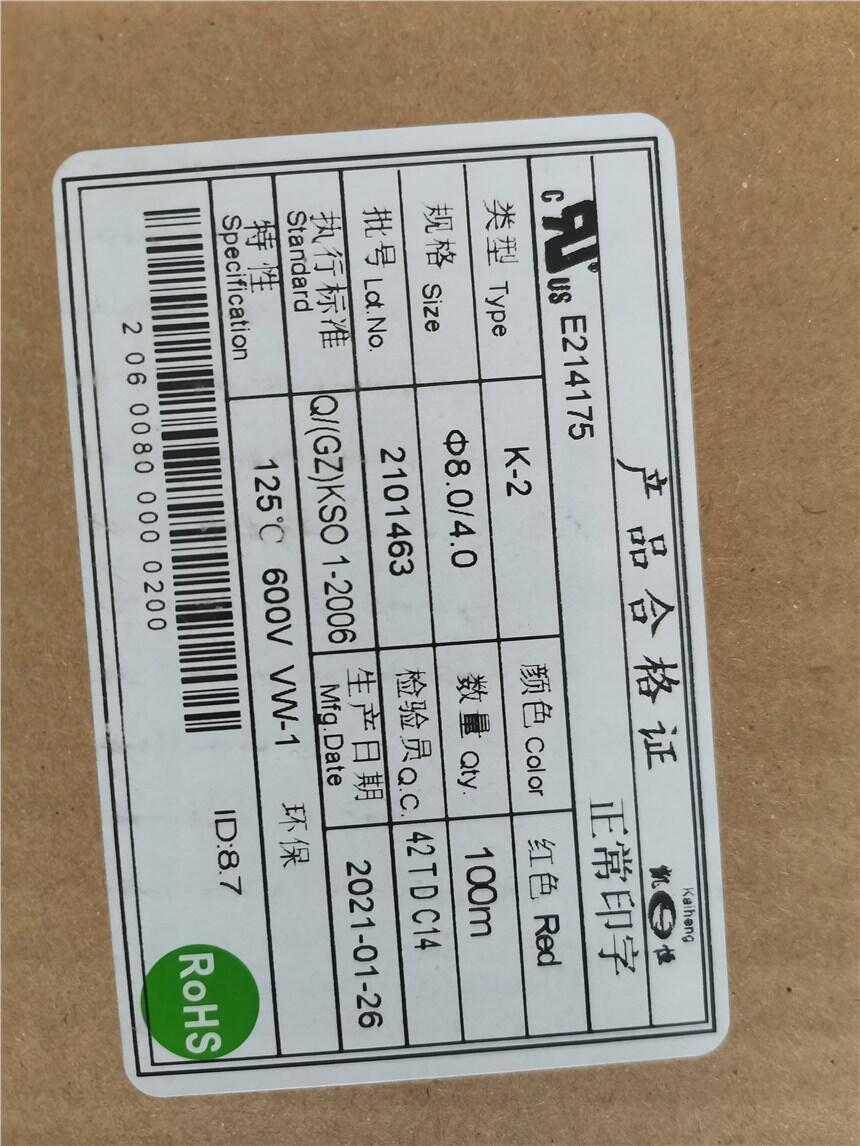 产品合格证
Kaiheng
凯 恒
c RU US E214175
正常印字
类型 Type K-2 颜色 Color 红色 Red
规格 Size Φ8.0/4.0 数量 Qty. 100m
批号 Lot.No. 2101463 检验员 Q.C. 42 T D C14
执行标准 Standard Q/(GZ)KSO 1-2006 生产日期 Mfg.Date 2021-01-26
特性 Specification 125℃ 600V VW-1 环保
ID:8.7
2 06 0080 000 0200
RoHS